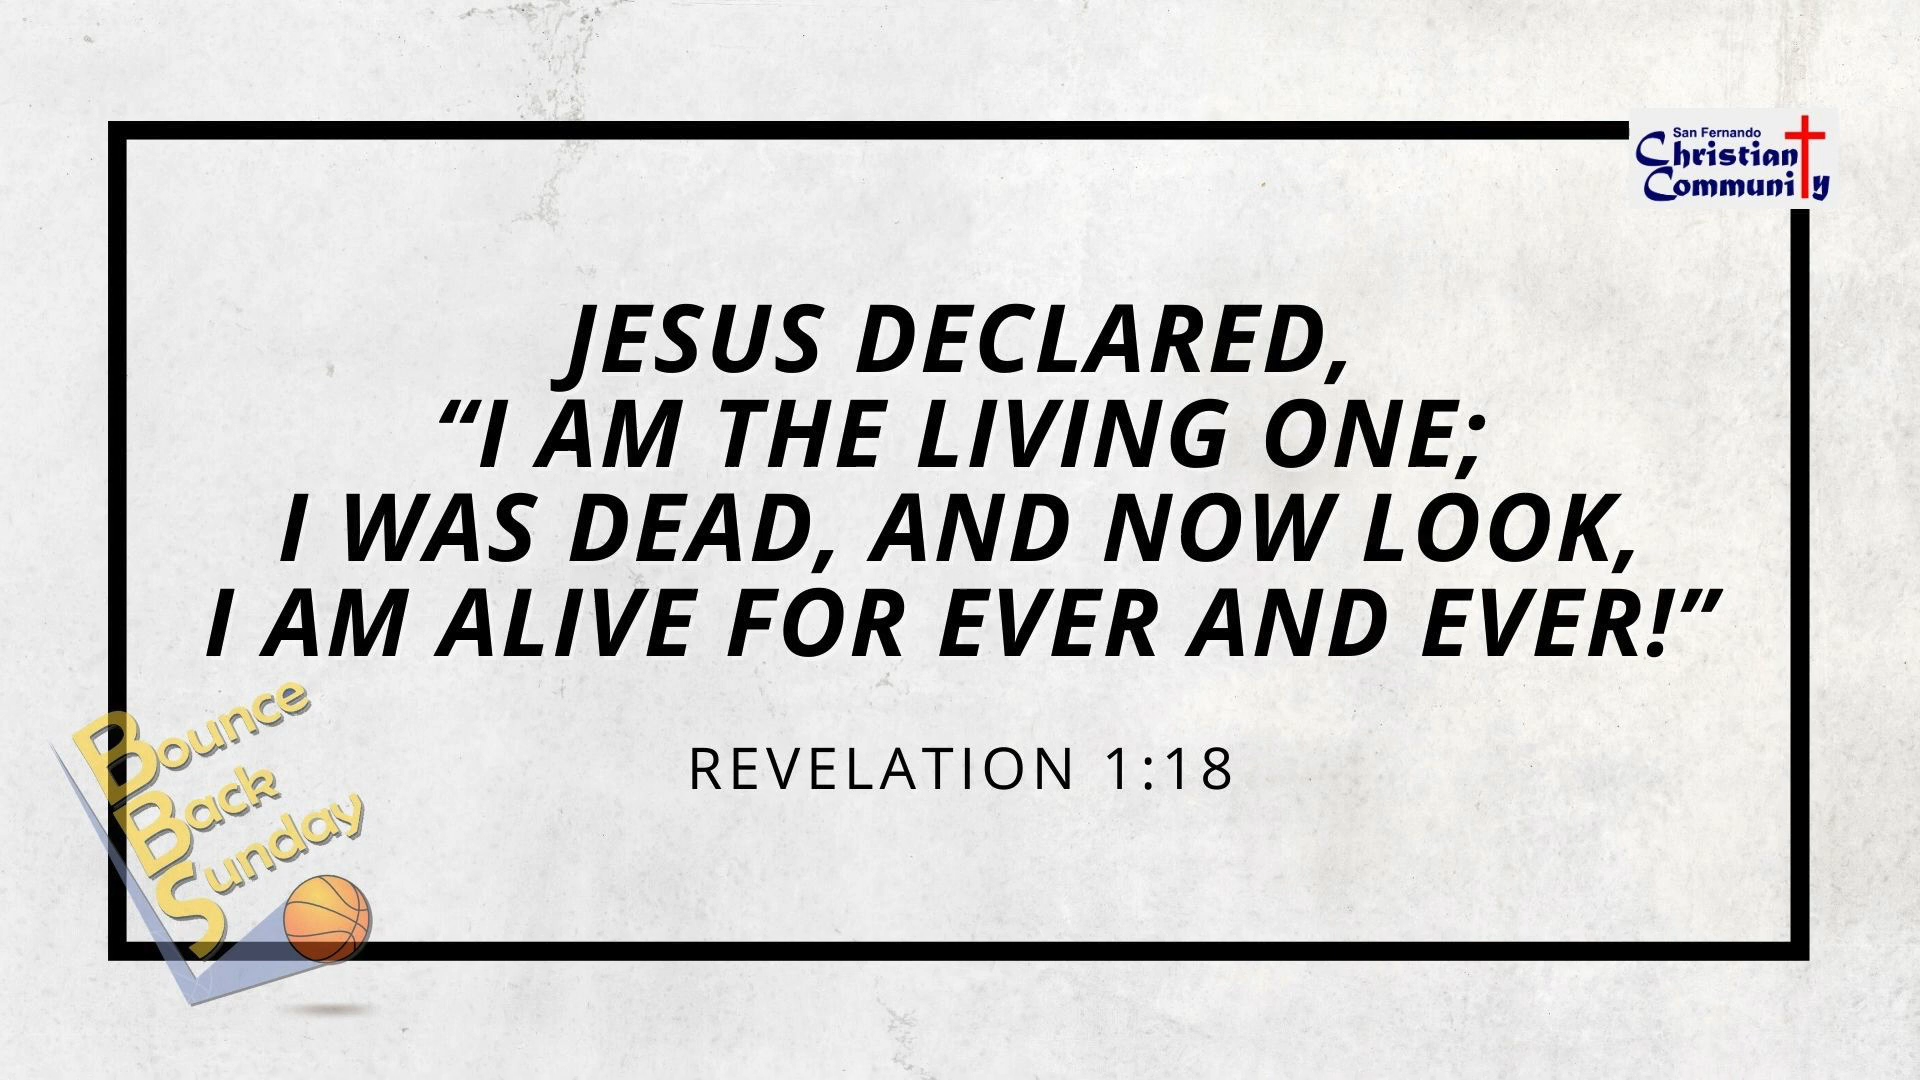 San Fernando
Christian
Community
JESUS DECLARED,
“I AM THE LIVING ONE;
I WAS DEAD, AND NOW LOOK,
I AM ALIVE FOR EVER AND EVER!”
REVELATION 1:18
Bounce
Back
Sunday